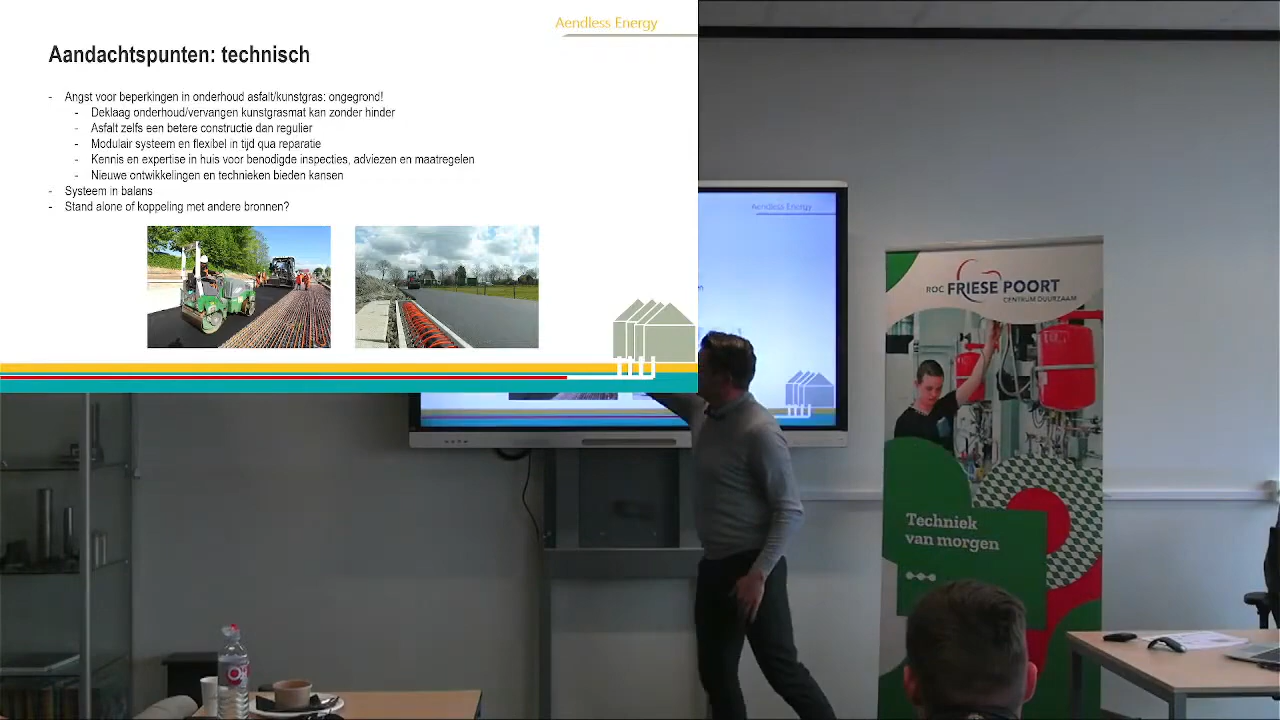 Aendless Energy
Aandachtspunten: technisch
- Angst voor beperkingen in onderhoud asfalt/kunstgras: ongegrond!
- Deklaag onderhoud/vervangen kunstgrasmat kan zonder hinder
- Asfalt zelfs een betere constructie dan regulier
- Modulair systeem en flexibel in tijd qua reparatie
- Kennis en expertise in huis voor benodigde inspecties, adviezen en maatregelen
- Nieuwe ontwikkelingen en technieken bieden kansen
- Systeem in balans
- Stand alone of koppeling met andere bronnen?
Aendless Energy
ROC FRIESE POORT
CENTRUM DUURZAAM
Techniek
van morgen